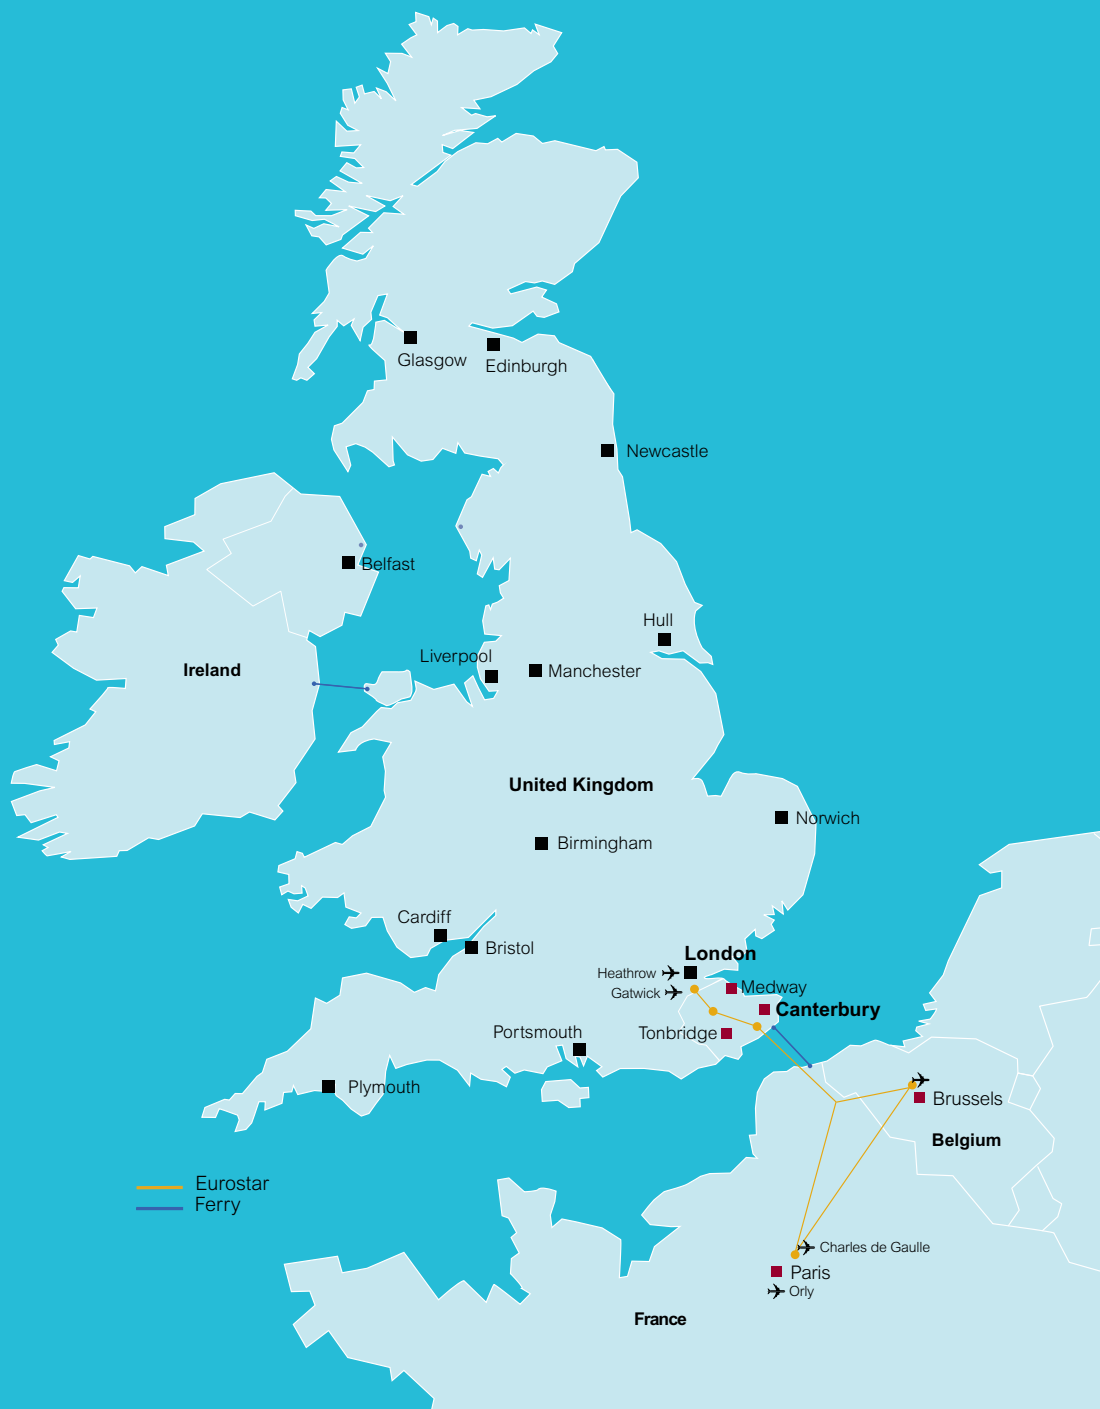 Glasgow
Edinburgh
Newcastle
Belfast
Hull
Liverpool
Ireland
Manchester
United Kingdom
Norwich
Birmingham
Cardiff
Bristol
London
Heathrow
Medway
Gatwick
Canterbury
Portsmouth
Tonbridge
Plymouth
Brussels
Belgium
Eurostar
Ferry
Charles de Gaulle
Paris
Orly
France